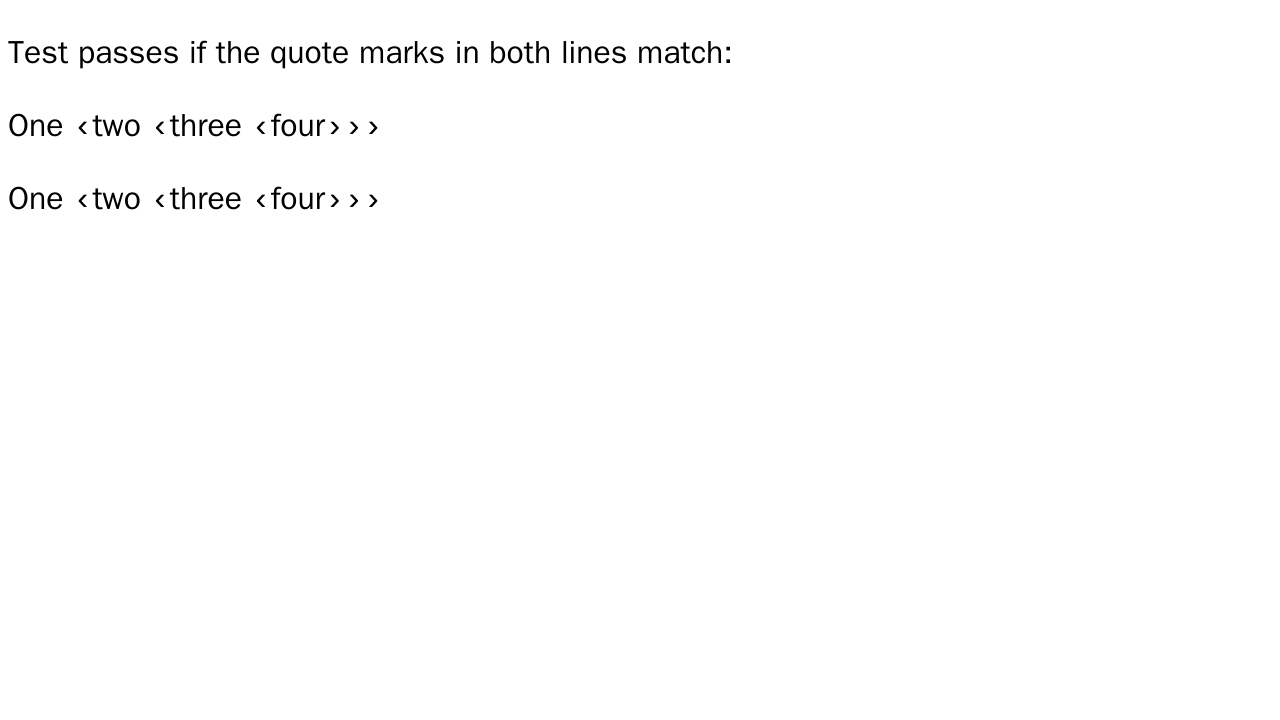 Test passes if the quote marks in both lines match:
One ‹two ‹three ‹four›››
One ‹two ‹three ‹four›››